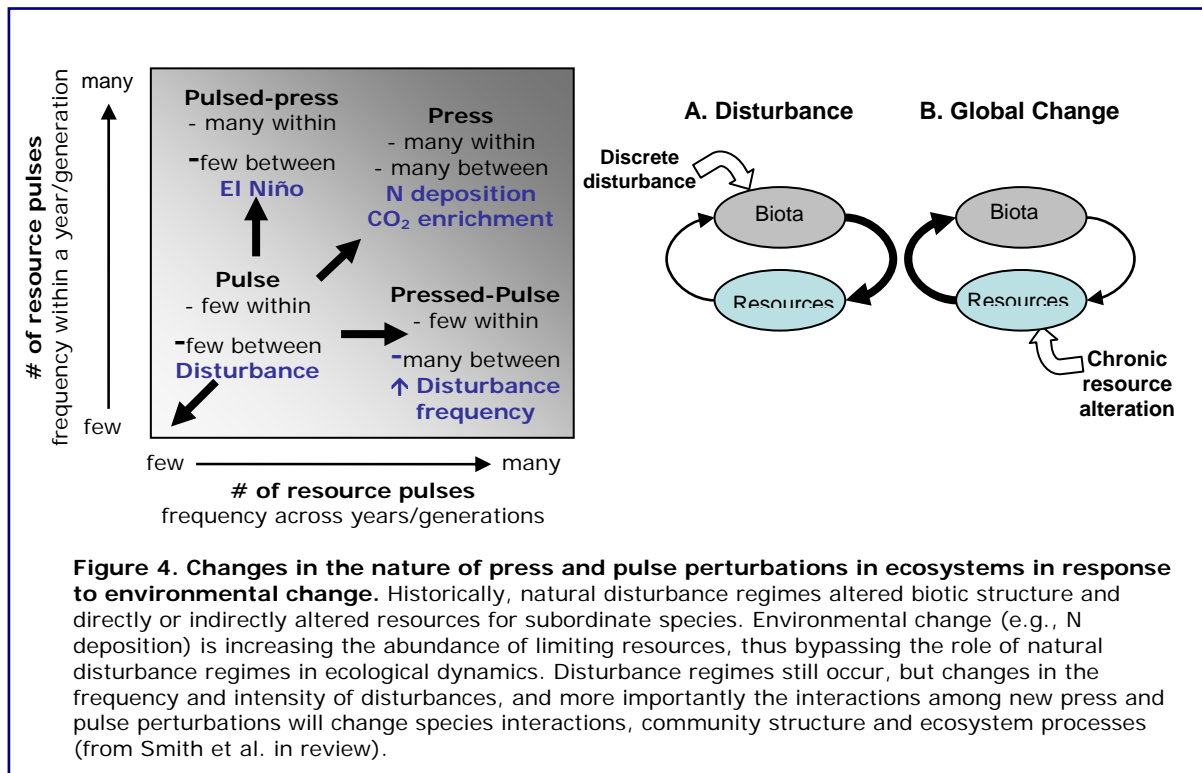 # of resource pulses
frequency within a year/generation
many
few
Pulsed-press
- many within
-few between
El Niño
Press
- many within
- many between
N deposition
CO₂ enrichment
Pulse
- few within
-few between
Disturbance
Pressed-Pulse
- few within
-many between
↑ Disturbance
frequency
few
many
# of resource pulses
frequency across years/generations
A. Disturbance
Discrete
disturbance
Biota
Resources
B. Global Change
Biota
Resources
Chronic
resource
alteration
Figure 4. Changes in the nature of press and pulse perturbations in ecosystems in response
to environmental change. Historically, natural disturbance regimes altered biotic structure and
directly or indirectly altered resources for subordinate species. Environmental change (e.g., N
deposition) is increasing the abundance of limiting resources, thus bypassing the role of natural
disturbance regimes in ecological dynamics. Disturbance regimes still occur, but changes in the
frequency and intensity of disturbances, and more importantly the interactions among new press and
pulse perturbations will change species interactions, community structure and ecosystem processes
(from Smith et al. in review).